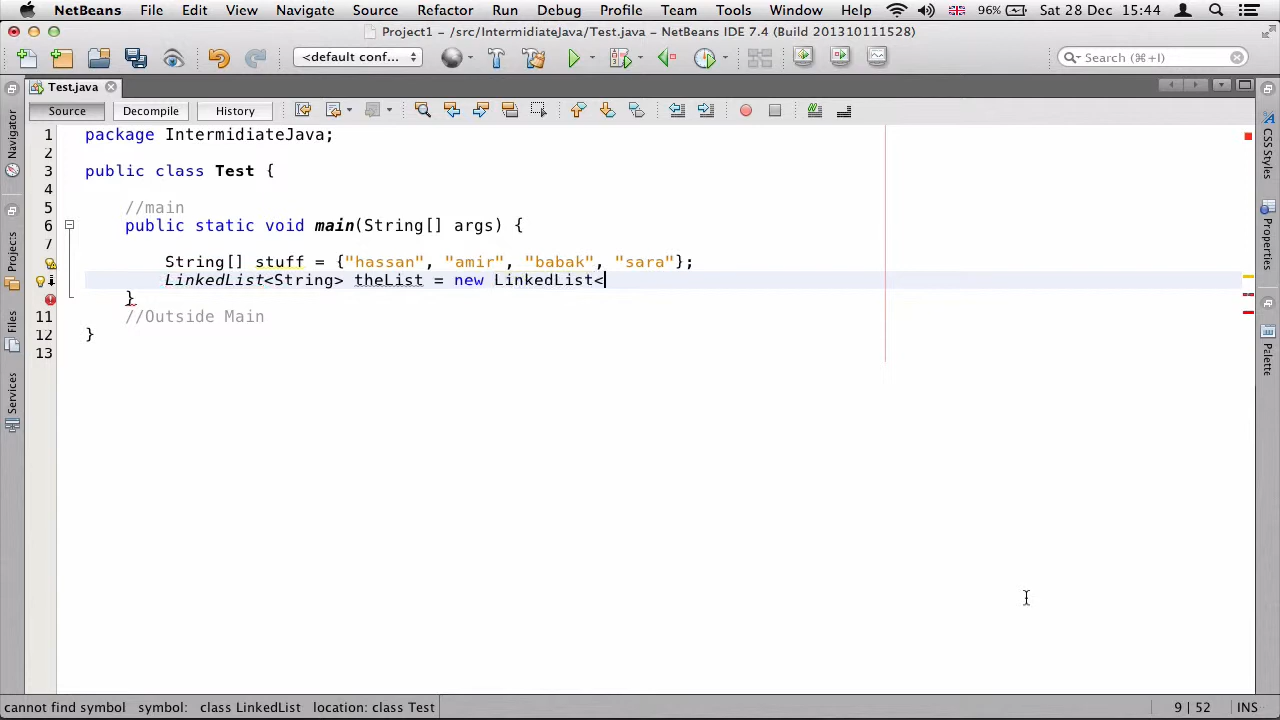 NetBeans File Edit View Navigate Source Refactor Run Debug Profile Team Tools Window Help 96% Sat 28 Dec 15:44
Project1 - /src/IntermidiateJava/Test.java - NetBeans IDE 7.4 (Build 201310111528)
<default conf... Search (⌘+I)
Test.java
Source Decompile History
Navigator
Projects
Files
Services
1 package IntermidiateJava;
2
3 public class Test {
4
5 //main
6 public static void main(String[] args) {
7
String[] stuff = {"hassan", "amir", "babak", "sara"};
LinkedList<String> theList = new LinkedList<
}
11 //Outside Main
12 }
13
CSS Styles
Properties
Palette
cannot find symbol symbol: class LinkedList location: class Test 9 | 52 INS